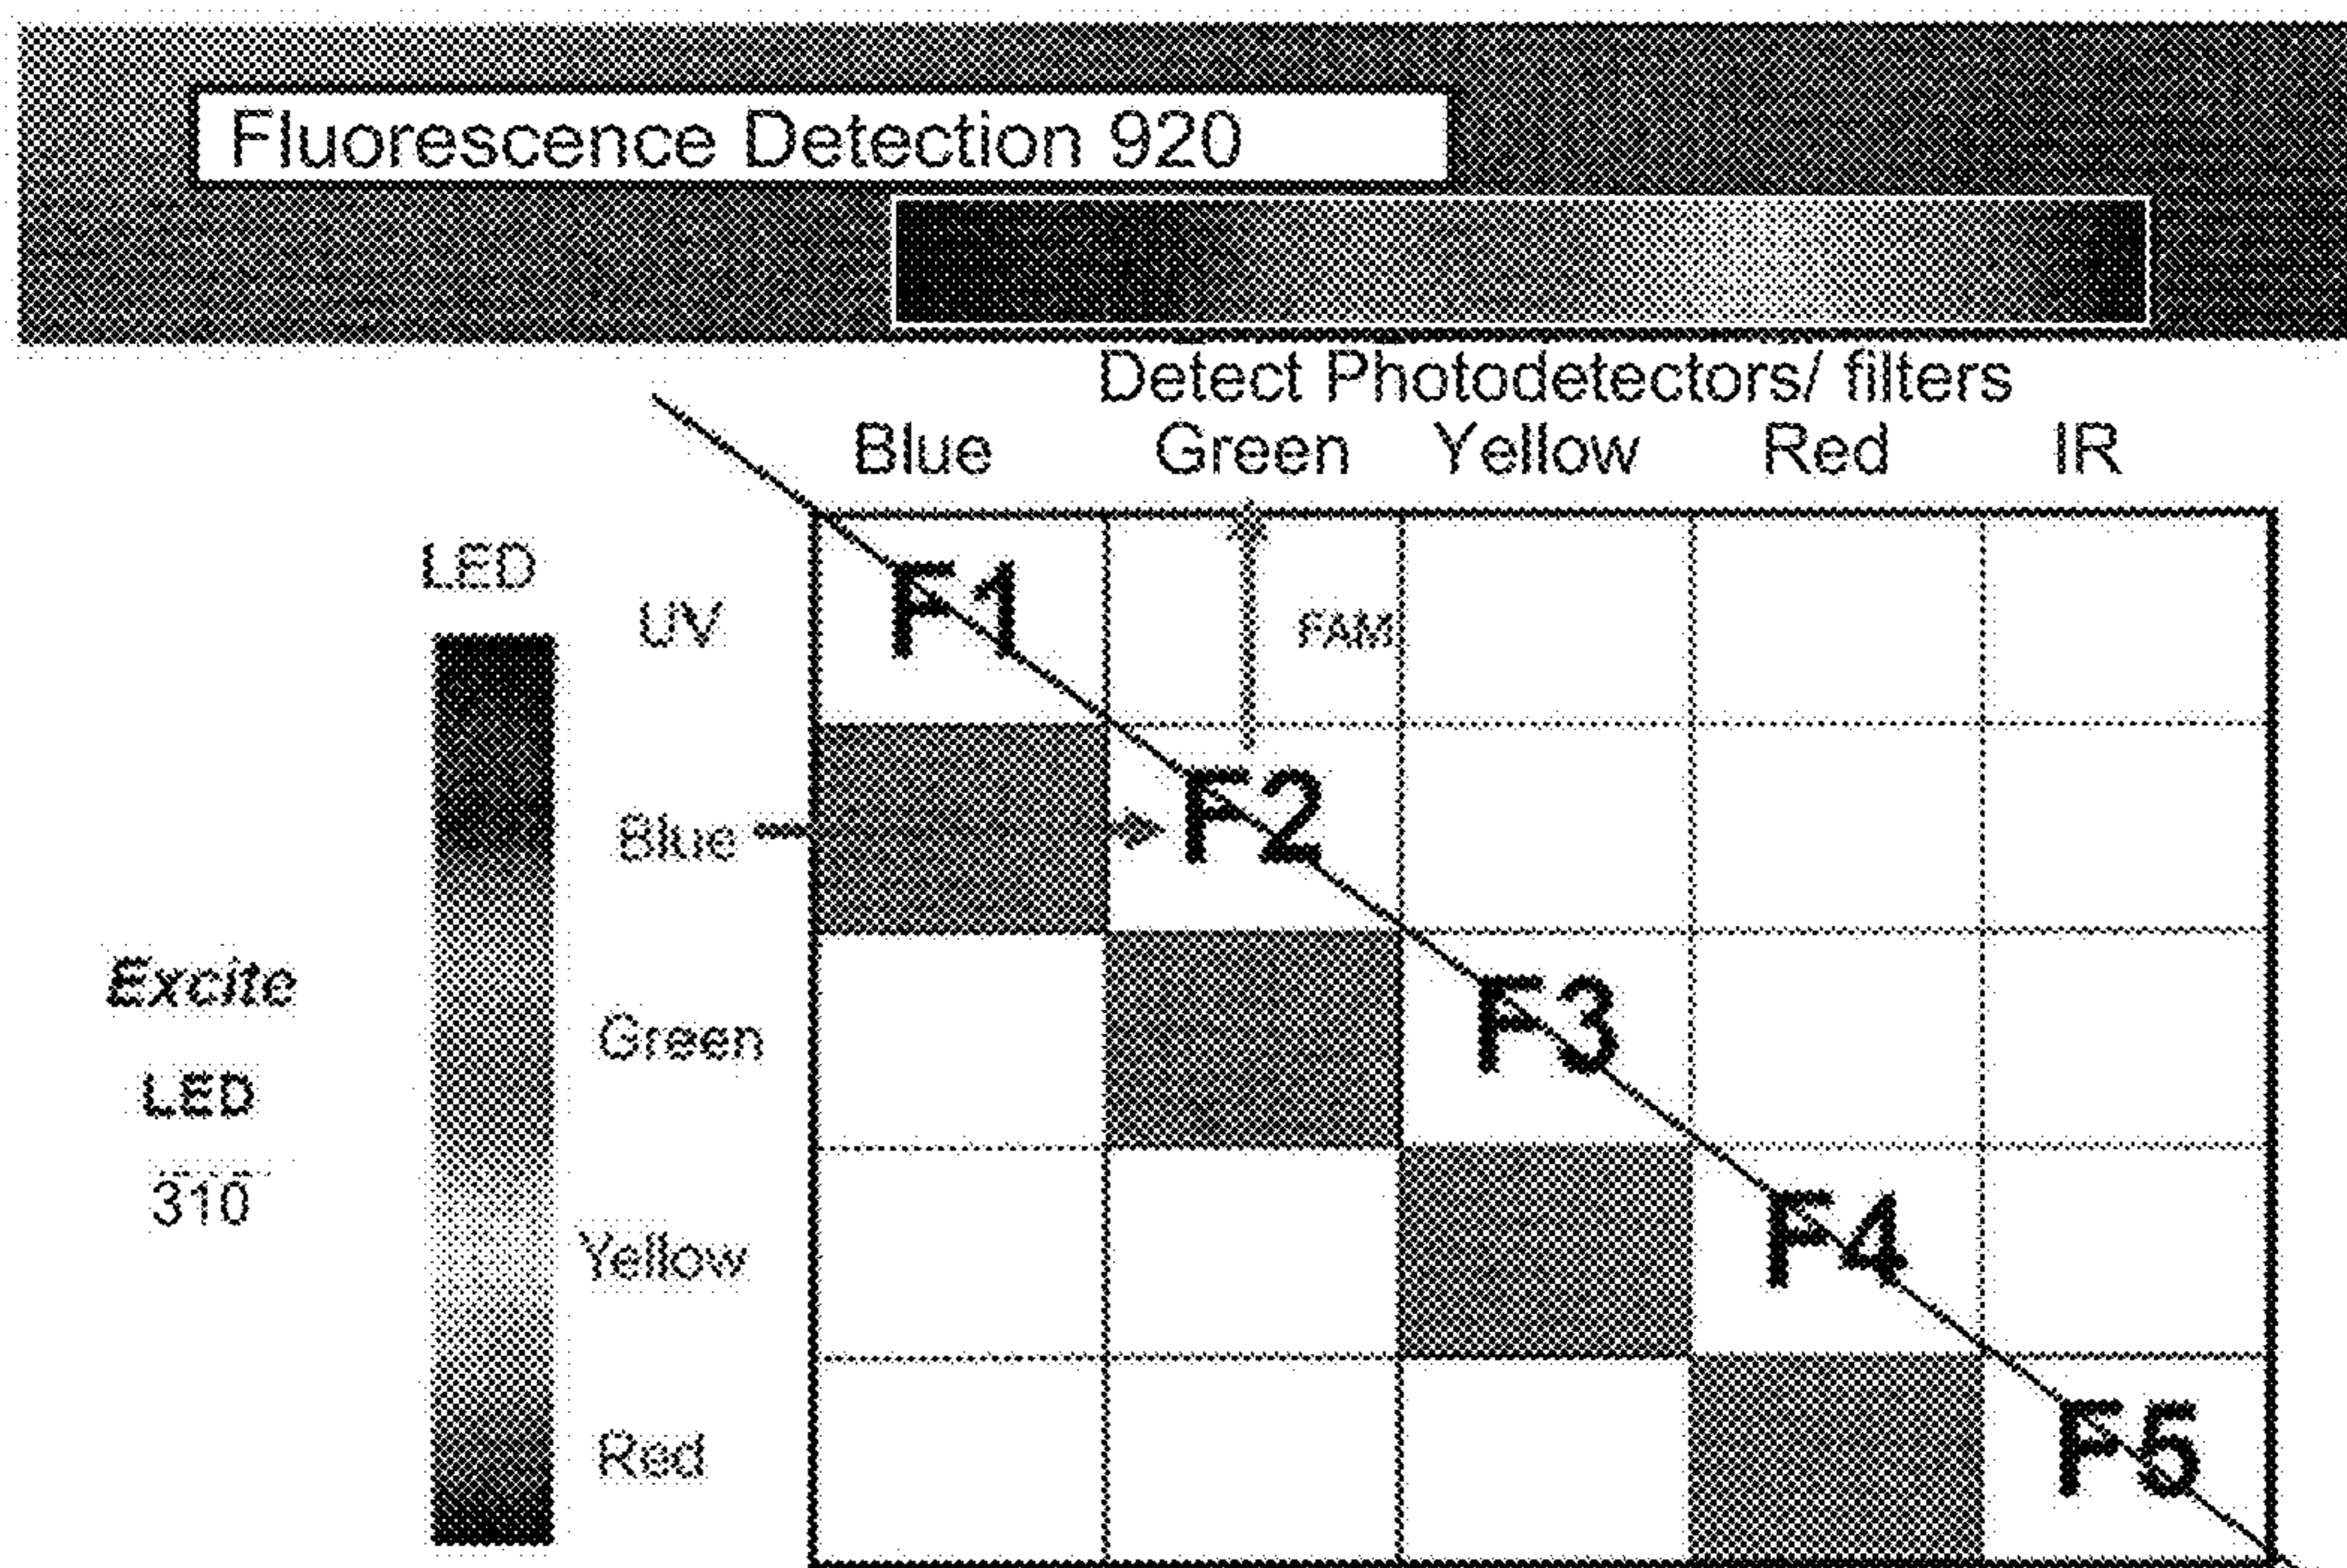 Fluorescence Detection 920
Detect Photodetectors/ filters
Blue Green Yellow Red IR
LED
UV F1 FAM
Blue F2
Excite
Green F3
LED
310
Yellow F4
Red F5